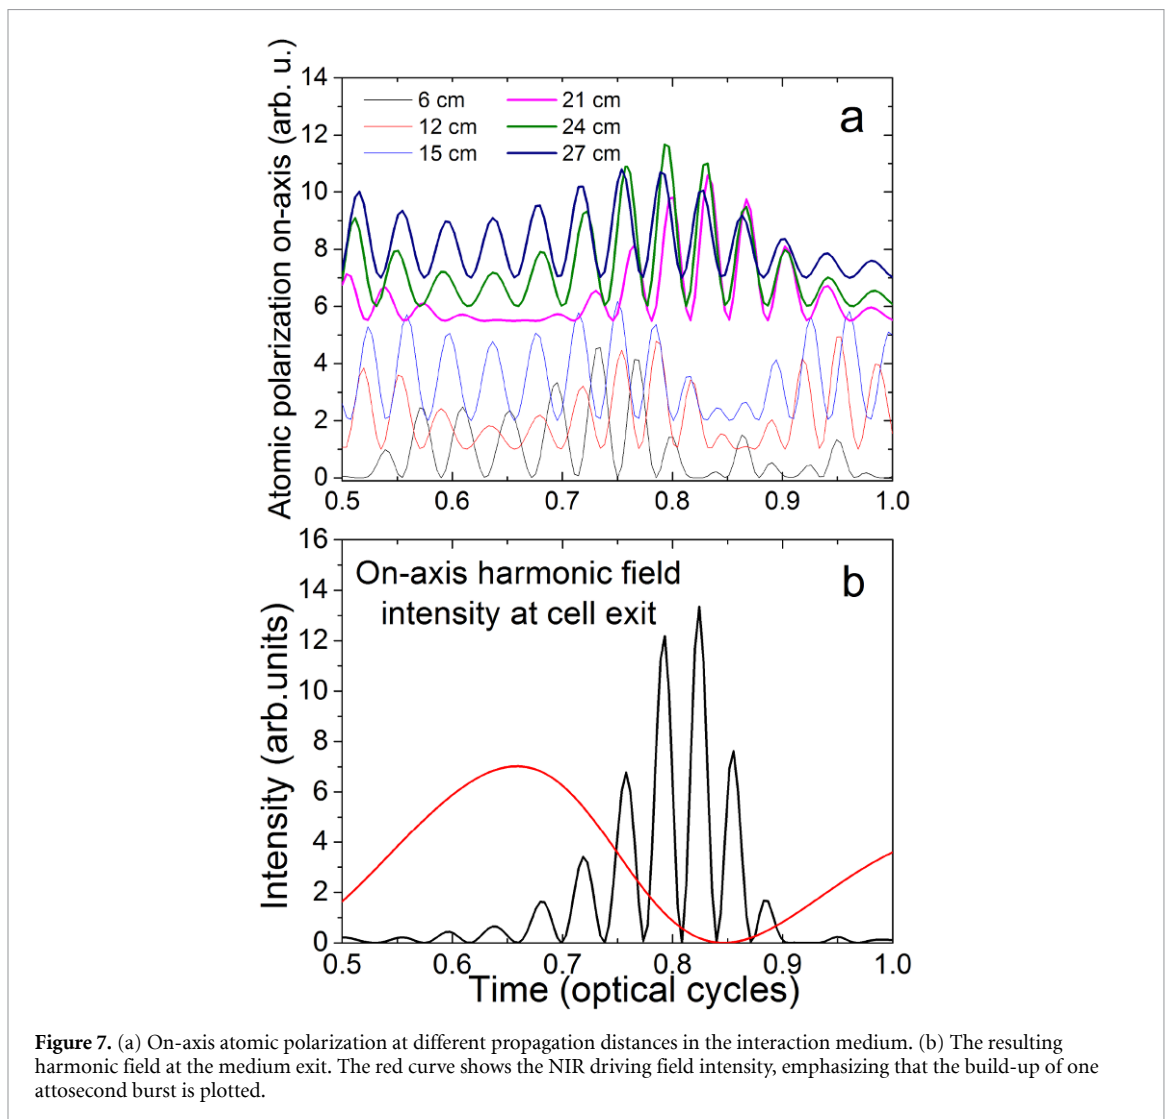 Atomic polarization on-axis (arb. u.)
14
12
10
8
6
4
2
0
6 cm
12 cm
15 cm
21 cm
24 cm
27 cm
a
0.5 0.6 0.7 0.8 0.9 1.0
Intensity (arb.units)
16
14
12
10
8
6
4
2
0
On-axis harmonic field
intensity at cell exit
b
0.5 0.6 0.7 0.8 0.9 1.0
Time (optical cycles)
Figure 7. (a) On-axis atomic polarization at different propagation distances in the interaction medium. (b) The resulting
harmonic field at the medium exit. The red curve shows the NIR driving field intensity, emphasizing that the build-up of one
attosecond burst is plotted.